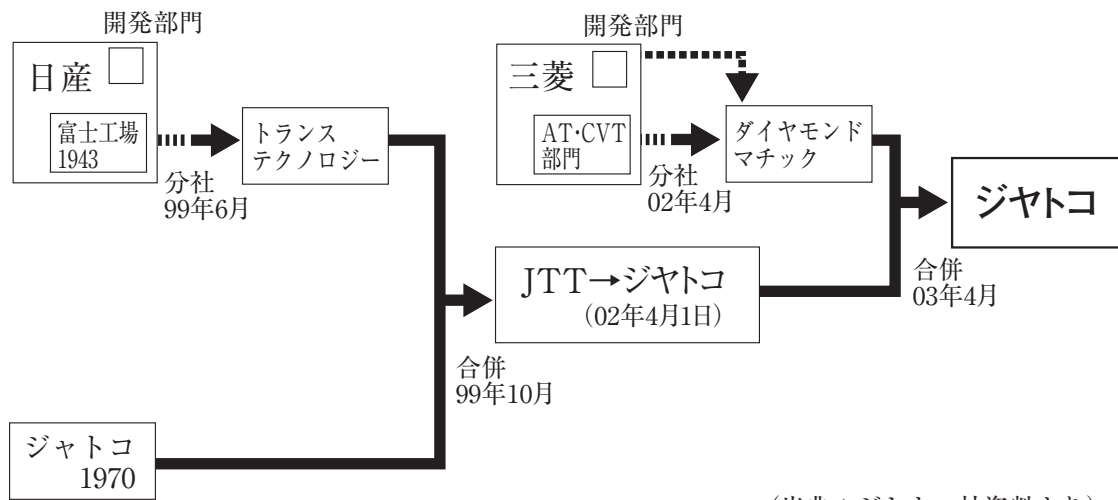 開発部門
日産
富士工場
1943
分社
99年6月
トランス
テクノロジー
開発部門
三菱
AT・CVT
部門
分社
02年4月
ダイヤモンド
マチック
ジヤトコ
合併
03年4月
JTT→ジヤトコ
（02年4月1日）
合併
99年10月
ジャトコ
1970